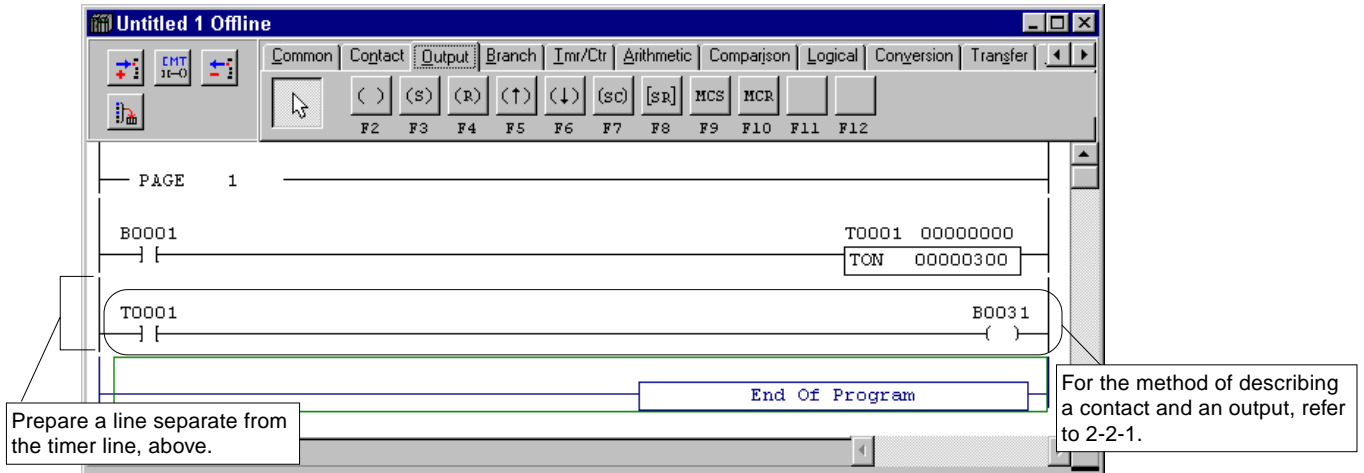 Untitled 1 Offline
CMT
Common Contact Output Branch Tmr/Ctr Arithmetic Comparison Logical Conversion Transfer
( ) (S) (R) (↑) (↓) (SC) [SR] MCS MCR
F2 F3 F4 F5 F6 F7 F8 F9 F10 F11 F12
PAGE 1
B0001 T0001 00000000
TON 00000300
T0001 B0031
( )
End Of Program
Prepare a line separate from
the timer line, above.
For the method of describing
a contact and an output, refer
to 2-2-1.